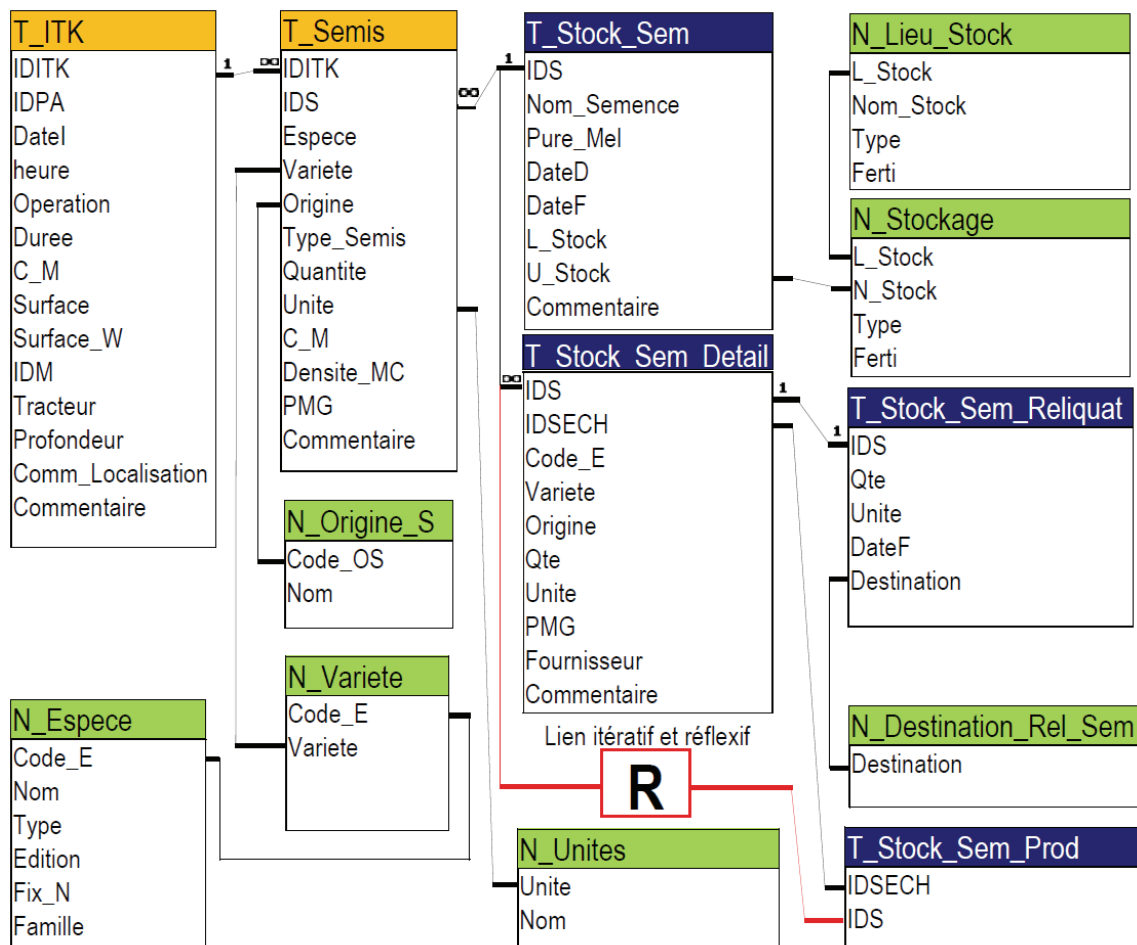 T_ITK
IDITK
IDPA
DateI
heure
Operation
Duree
C_M
Surface
Surface_W
IDM
Tracteur
Profondeur
Comm_Localisation
Commentaire
1
∞
T_Semis
IDITK
IDS
Espece
Variete
Origine
Type_Semis
Quantite
Unite
C_M
Densite_MC
PMG
Commentaire
∞
1
T_Stock_Sem
IDS
Nom_Semence
Pure_Mel
DateD
DateF
L_Stock
U_Stock
Commentaire
N_Lieu_Stock
L_Stock
Nom_Stock
Type
Ferti
N_Stockage
L_Stock
N_Stock
Type
Ferti
∞
T_Stock_Sem_Detail
IDS
IDSECH
Code_E
Variete
Origine
Qte
Unite
PMG
Fournisseur
Commentaire
1
1
T_Stock_Sem_Reliquat
IDS
Qte
Unite
DateF
Destination
N_Origine_S
Code_OS
Nom
N_Variete
Code_E
Variete
N_Espece
Code_E
Nom
Type
Edition
Fix_N
Famille
Lien itératif et réflexif
R
N_Destination_Rel_Sem
Destination
N_Unites
Unite
Nom
T_Stock_Sem_Prod
IDSECH
IDS